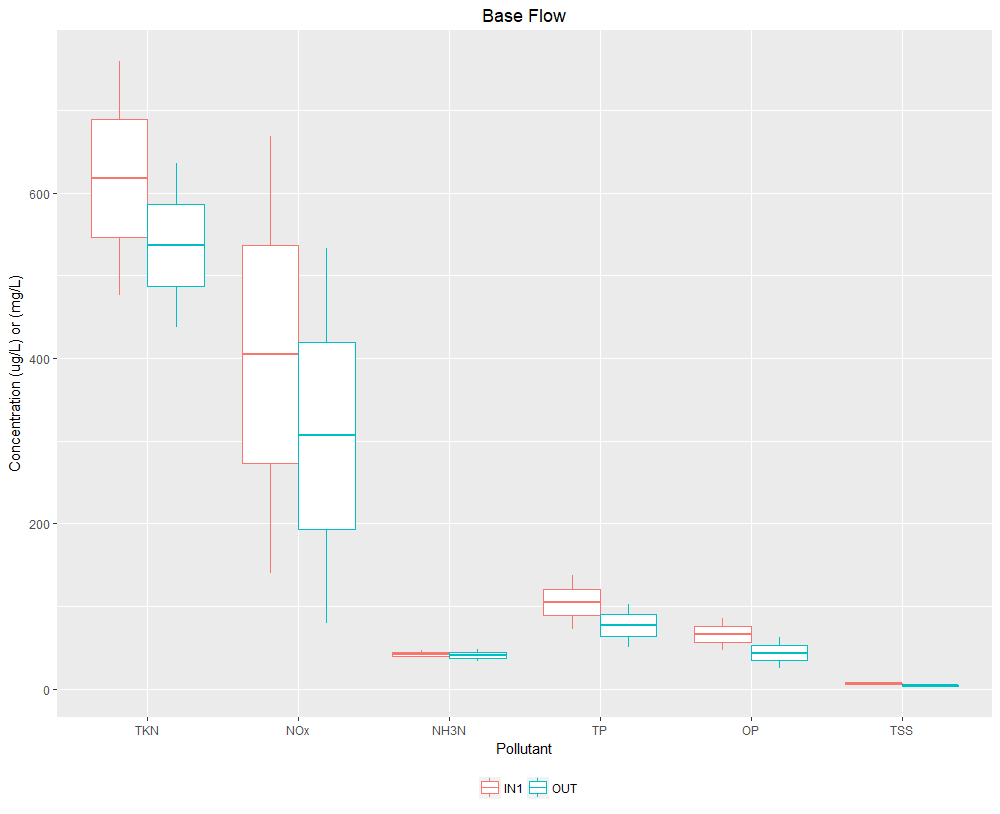 Base Flow
Concentration (ug/L) or (mg/L)
600
400
200
0
TKN NOx NH3N TP OP TSS
Pollutant
IN1 OUT